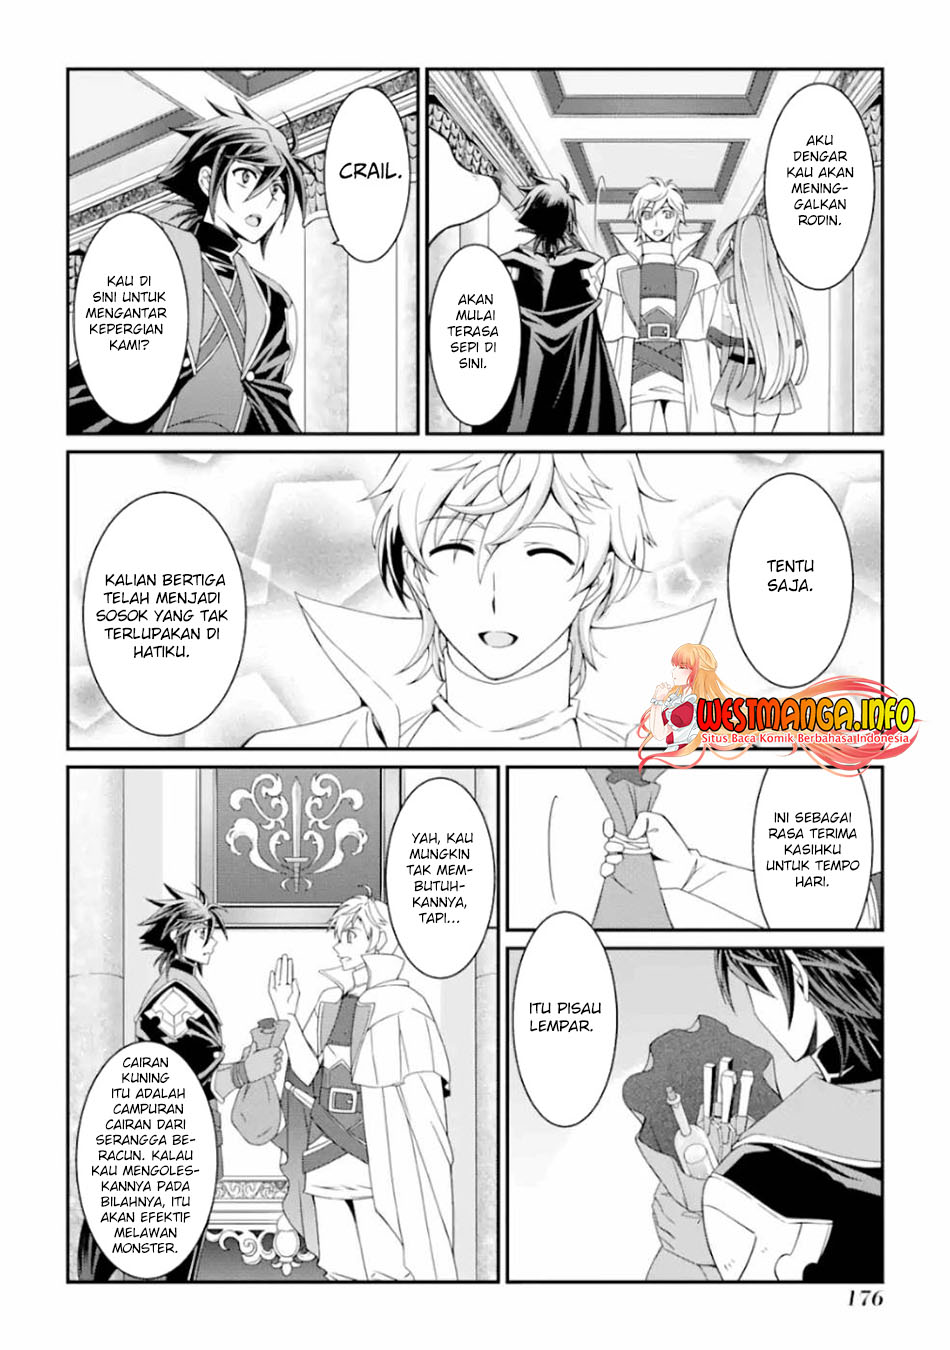 AKU
DENGAR
KAU AKAN
MENING-
GALKAN
RODIN.
AKAN
MULAI
TERASA
SEPI DI
SINI.
CRAIL.
KAU DI
SINI UNTUK
MENGANTAR
KEPERGIAN
KAMI?
TENTU
SAJA.
KALIAN BERTIGA
TELAH MENJADI
SOSOK YANG TAK
TERLUPAKAN DI
HATIKU.
WESTMANGA.INFO
Situs Baca Komik Berbahasa Indonesia
INI SEBAGAI
RASA TERIMA
KASIHKU
UNTUK TEMPO
HARI.
ITU PISAU
LEMPAR.
YAH, KAU
MUNGKIN
TAK MEM-
BUTUH-
KANNYA,
TAPI...
CAIRAN
KUNING
ITU ADALAH
CAMPURAN
CAIRAN DARI
SERANGGA BE-
RACUN. KALAU
KAU MENGOLES-
KANNYA PADA
BILAHNYA, ITU
AKAN EFEKTIF
MELAWAN
MONSTER.
176